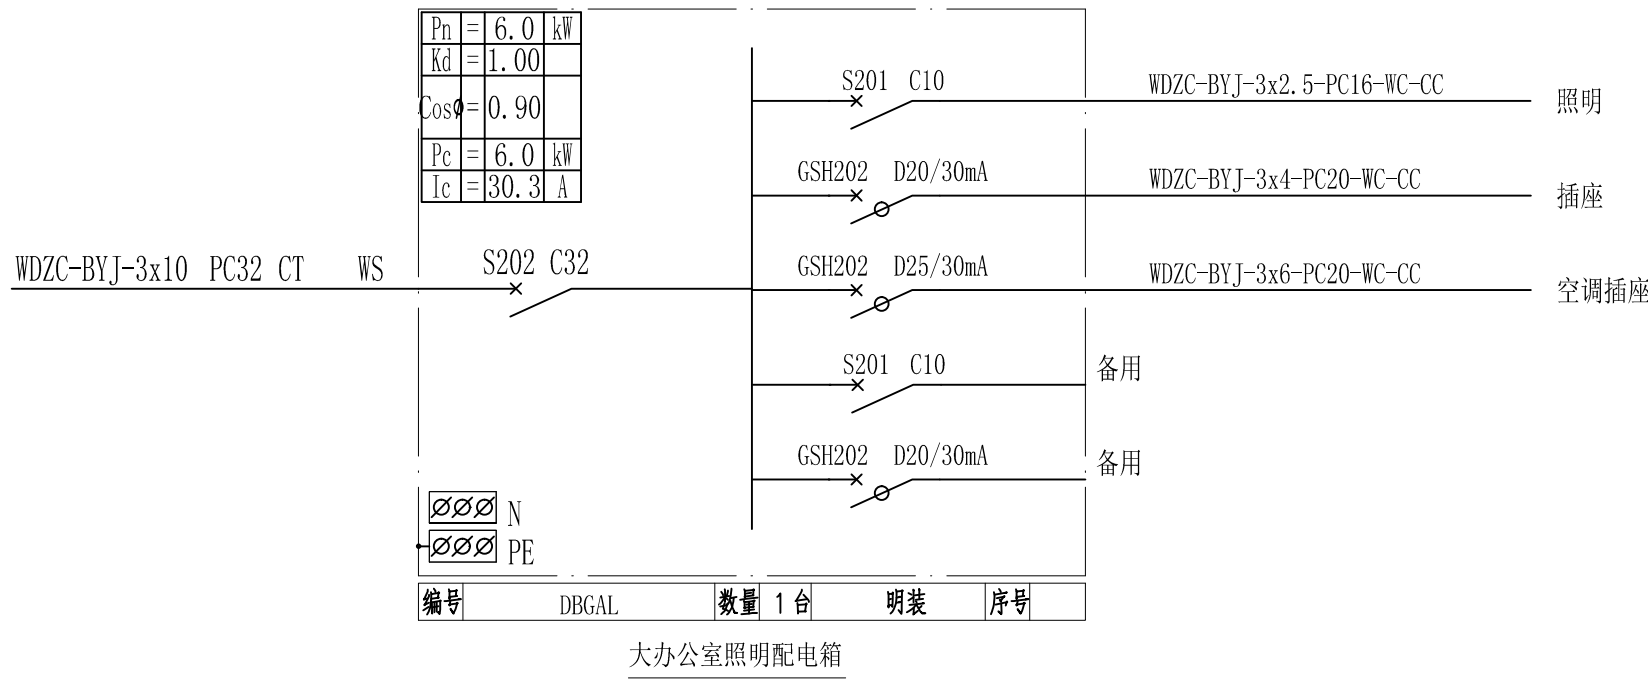 Pn = 6.0 kW
Kd = 1.00
Cosø = 0.90
Pc = 6.0 kW
Ic = 30.3 A
WDZC-BYJ-3x10 PC32 CT WS
S202 C32
S201 C10
WDZC-BYJ-3x2.5-PC16-WC-CC
照明
GSH202 D20/30mA
WDZC-BYJ-3x4-PC20-WC-CC
插座
GSH202 D25/30mA
WDZC-BYJ-3x6-PC20-WC-CC
空调插座
S201 C10
备用
GSH202 D20/30mA
备用
N
PE
编号 DBGAL 数量 1台 明装 序号
大办公室照明配电箱